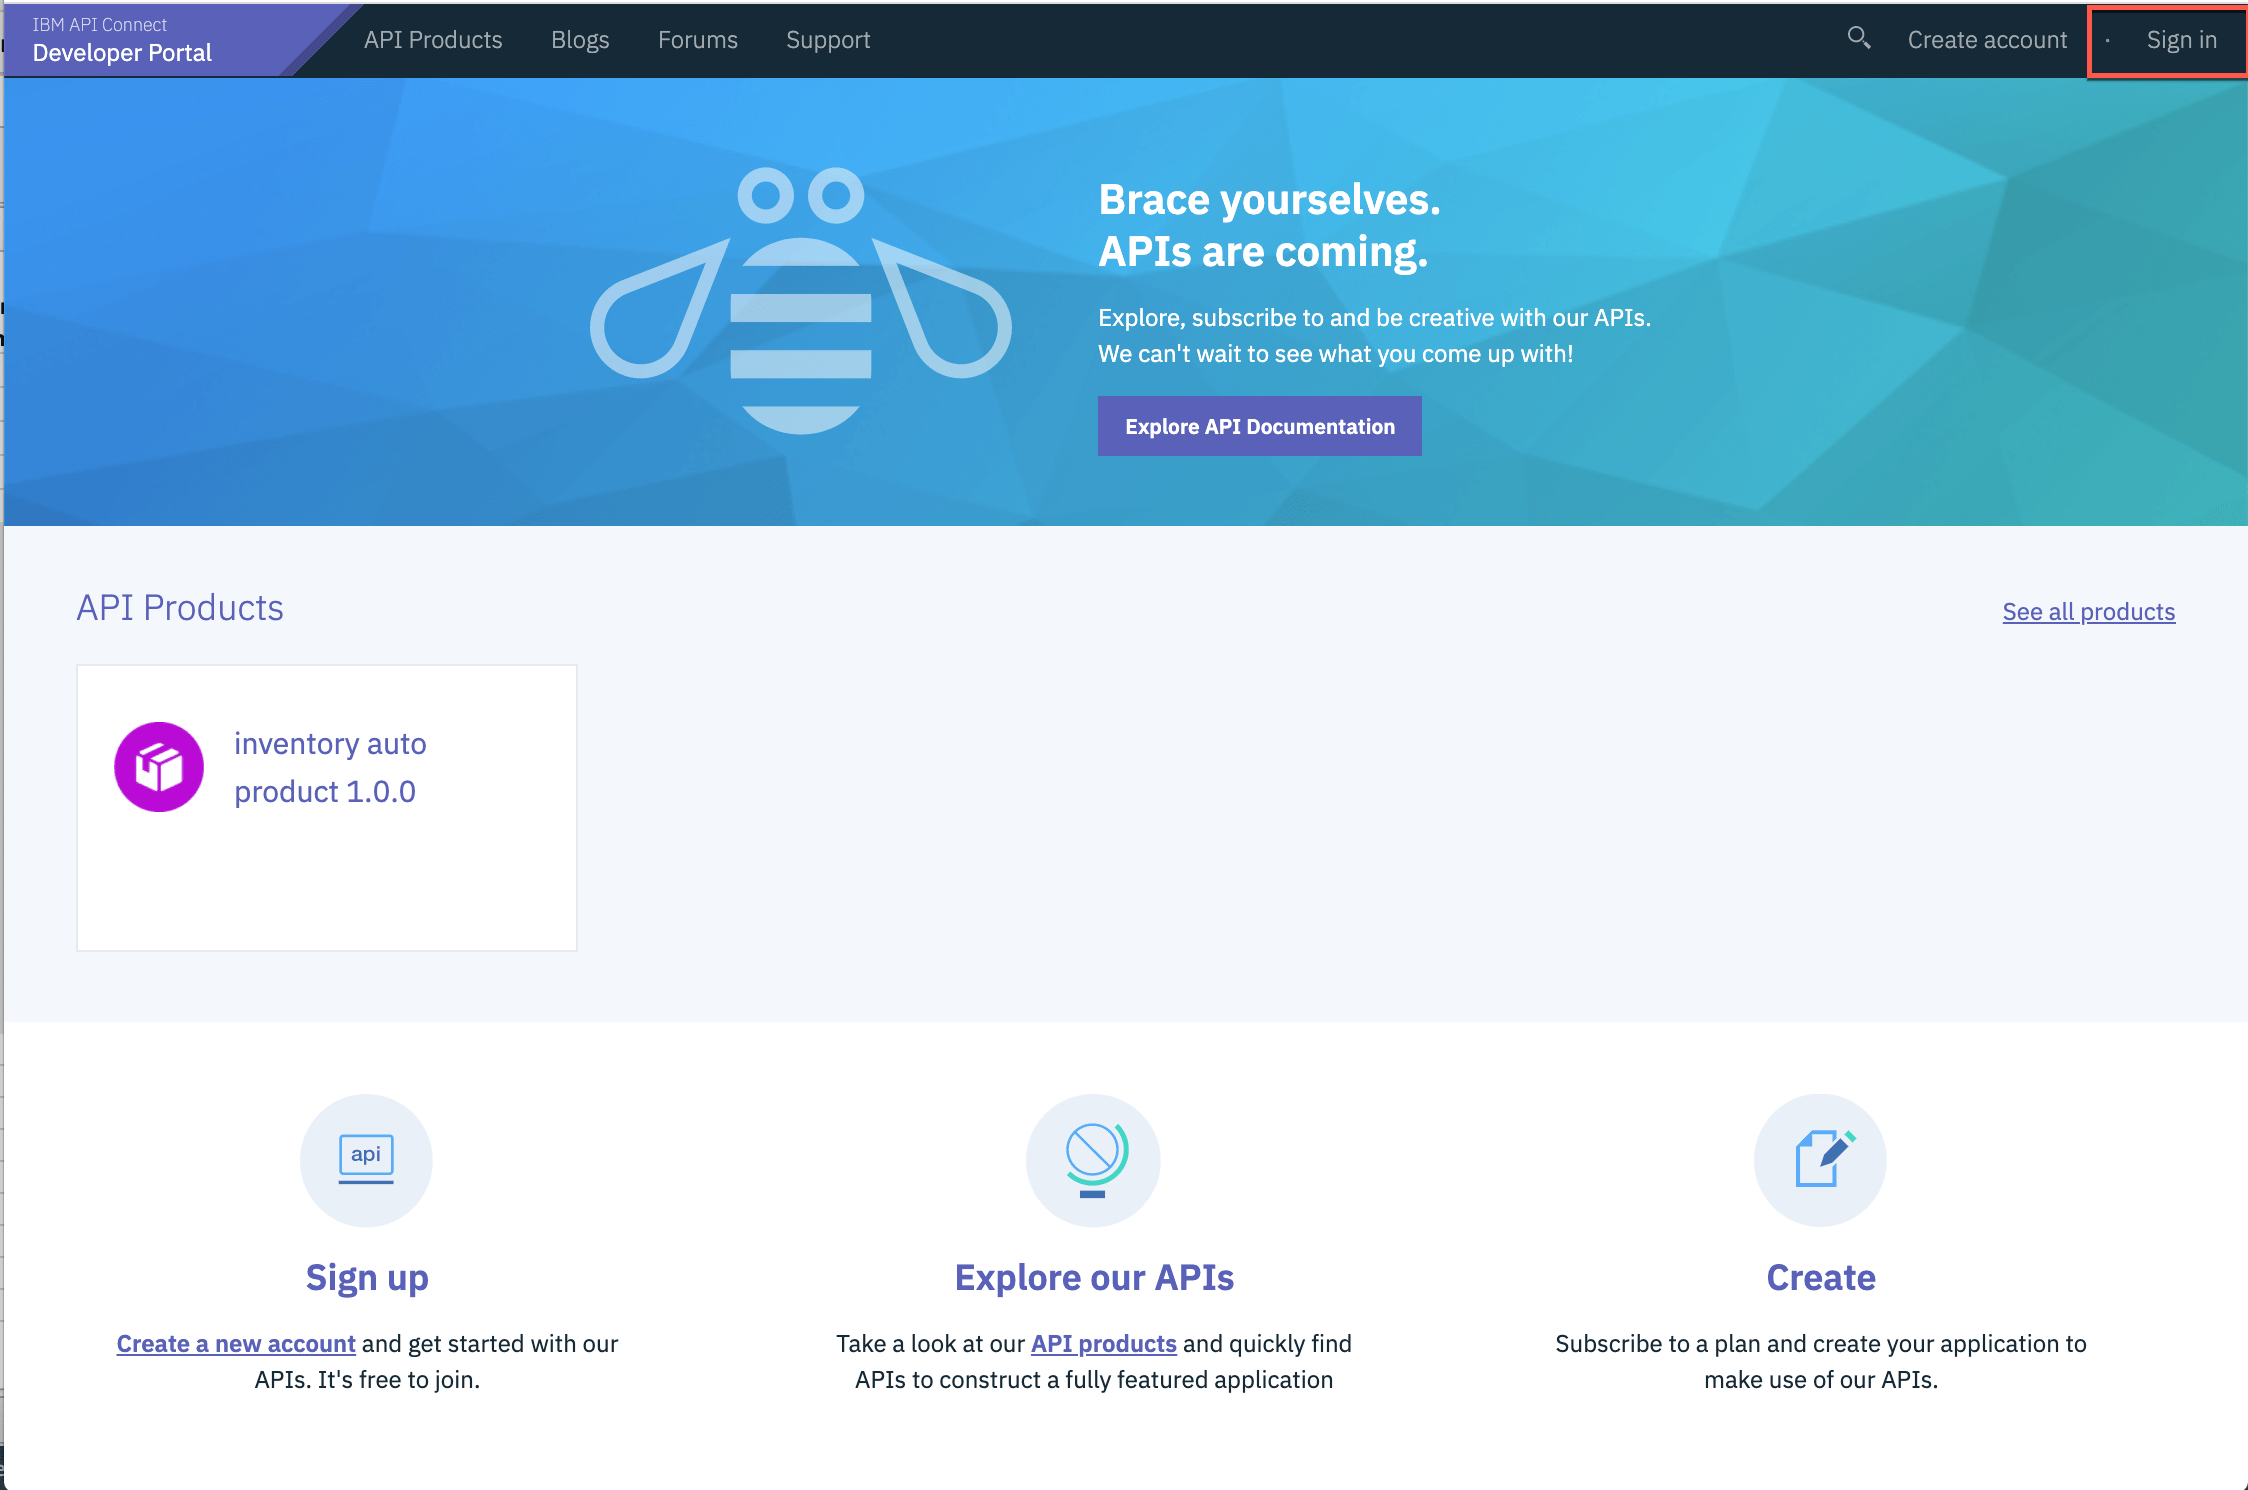 IBM API Connect
Developer Portal
API Products
Blogs
Forums
Support
Create account
Sign in
Brace yourselves.
APIs are coming.
Explore, subscribe to and be creative with our APIs.
We can't wait to see what you come up with!
Explore API Documentation
API Products
See all products
inventory auto
product 1.0.0
api
Sign up
Create a new account and get started with our
APIs. It's free to join.
Explore our APIs
Take a look at our API products and quickly find
APIs to construct a fully featured application
Create
Subscribe to a plan and create your application to
make use of our APIs.